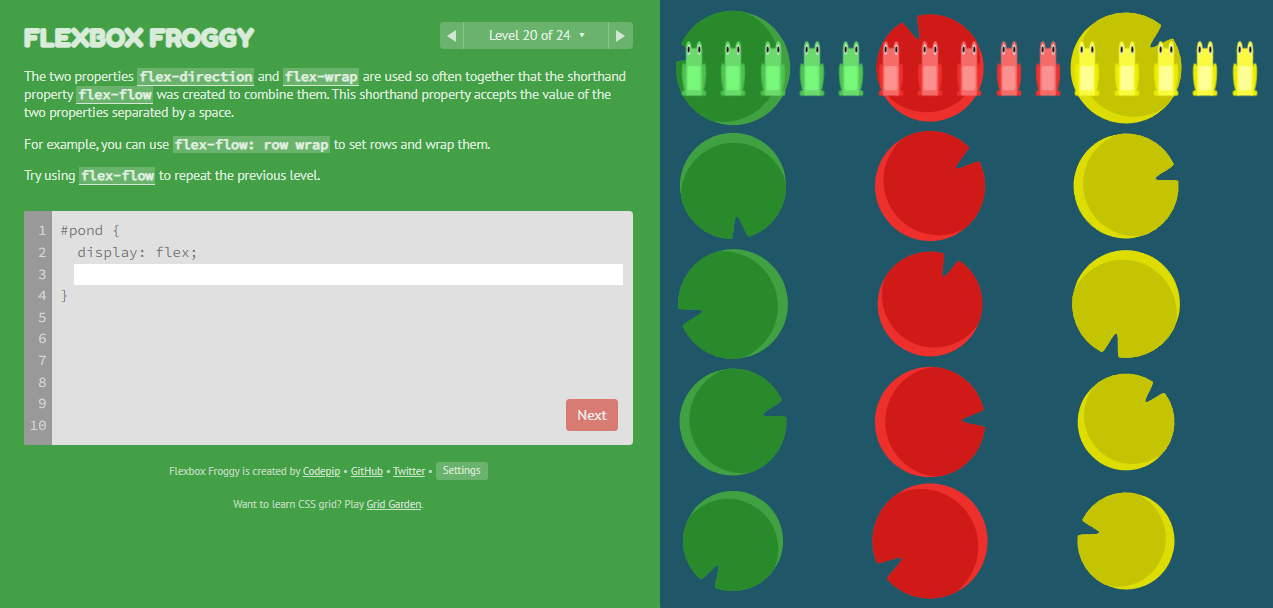 FLEXBOX FROGGY
Level 20 of 24
The two properties flex-direction and flex-wrap are used so often together that the shorthand
property flex-flow was created to combine them. This shorthand property accepts the value of the
two properties separated by a space.
For example, you can use flex-flow: row wrap to set rows and wrap them.
Try using flex-flow to repeat the previous level.
1 #pond {
2 display: flex;
3
4 }
5
6
7
8
9
10
Next
Flexbox Froggy is created by Codepip • GitHub • Twitter • Settings
Want to learn CSS grid? Play Grid Garden.